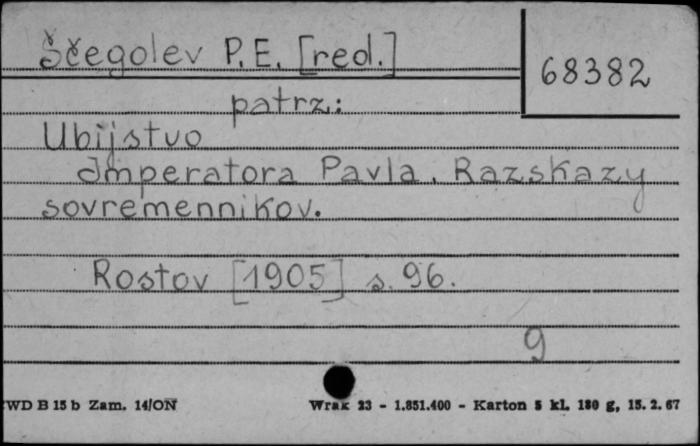 Ščegolev P.E. [red.]
68382
patrz:
Ubijstvo
Imperatora Pavla. Razskazy
sovremennikov.
Rostov [1905] s. 96.
9
WD B 15 b Zam. 14/ON
Wrak 23 - 1.851.400 - Karton 5 kl. 180 g, 15. 2. 67